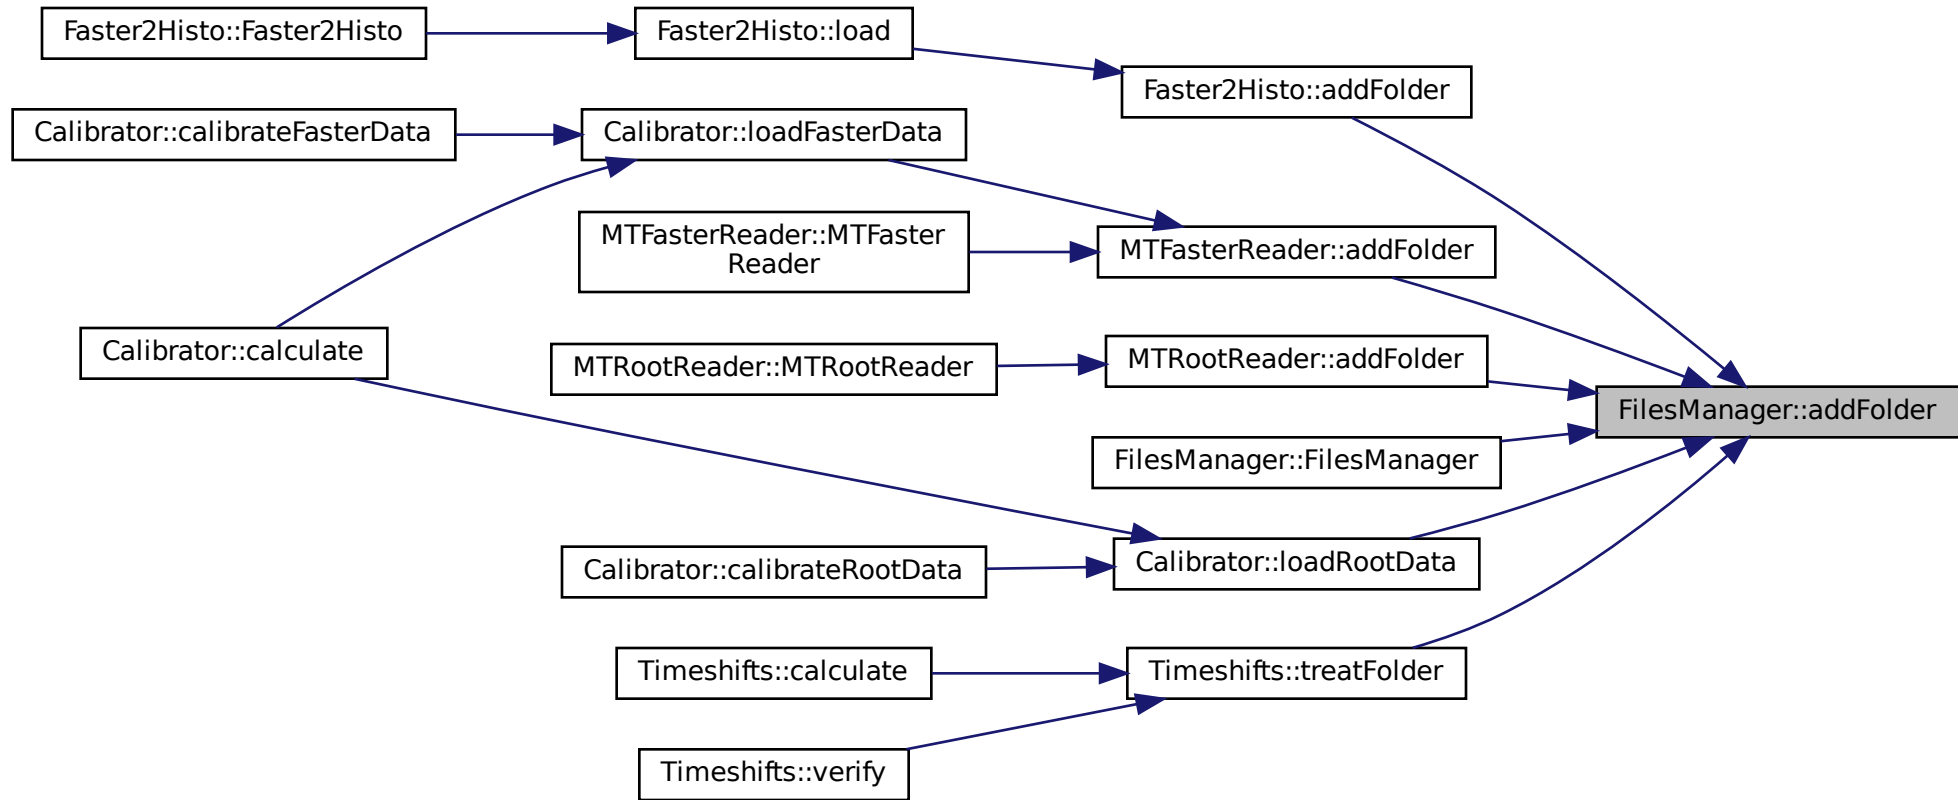 Faster2Histo::Faster2Histo
Faster2Histo::load
Faster2Histo::addFolder
Calibrator::calibrateFasterData
Calibrator::loadFasterData
MTFasterReader::MTFaster
Reader
MTFasterReader::addFolder
Calibrator::calculate
MTRootReader::MTRootReader
MTRootReader::addFolder
FilesManager::addFolder
FilesManager::FilesManager
Calibrator::calibrateRootData
Calibrator::loadRootData
Timeshifts::calculate
Timeshifts::treatFolder
Timeshifts::verify